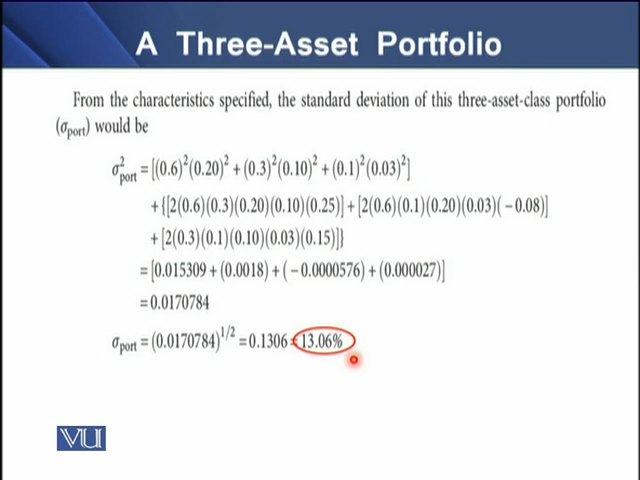 A Three-Asset Portfolio
From the characteristics specified, the standard deviation of this three-asset-class portfolio
(σport) would be
σ²port = [(0.6)²(0.20)² + (0.3)²(0.10)² + (0.1)²(0.03)²]
+ {[2(0.6)(0.3)(0.20)(0.10)(0.25)] + [2(0.6)(0.1)(0.20)(0.03)(−0.08)]
+ [2(0.3)(0.1)(0.10)(0.03)(0.15)]}
= [0.015309 + (0.0018) + (−0.0000576) + (0.000027)]
= 0.0170784
σport = (0.0170784)^1/2 = 0.1306 = 13.06%
VU